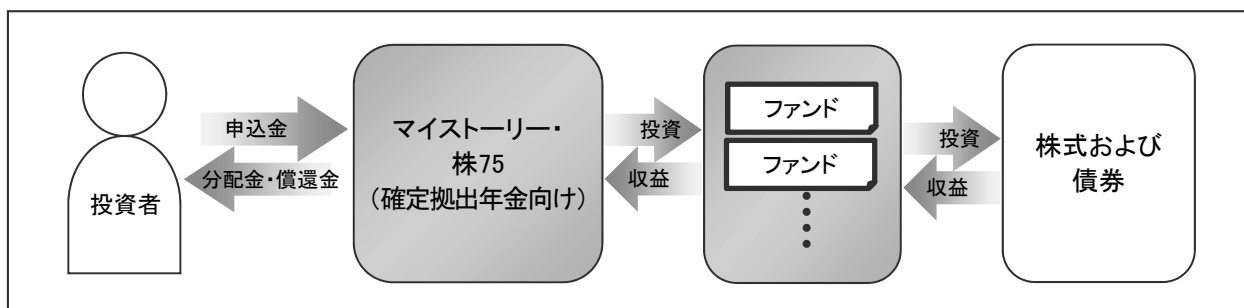 投資者
申込金
分配金・償還金
マイストーリー・
株75
(確定拠出年金向け)
投資
収益
ファンド
ファンド
投資
収益
株式および
債券